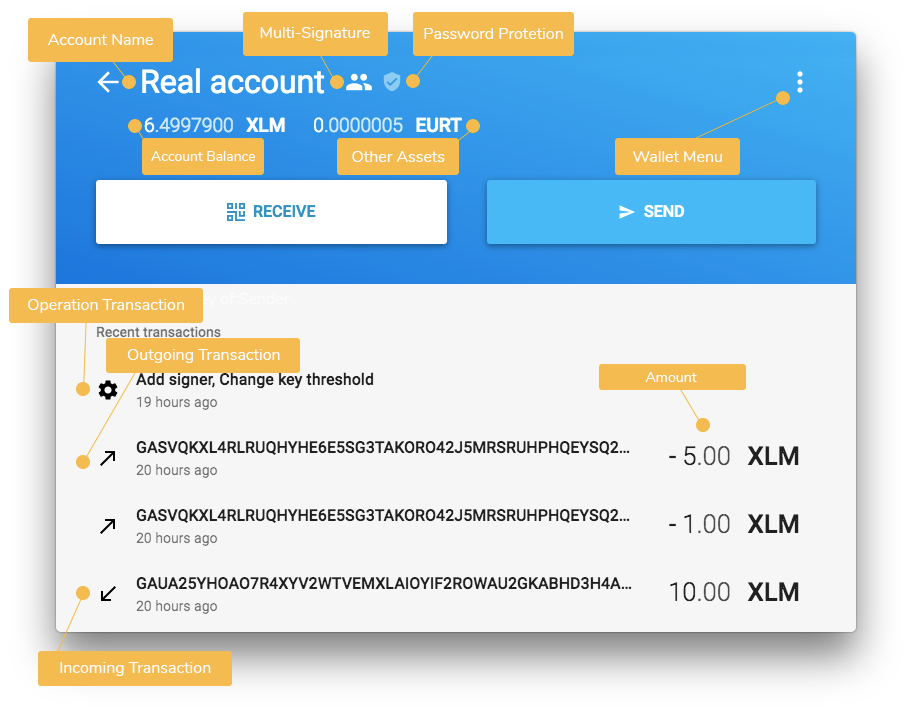 Account Name
Multi-Signature
Password Protetion
Real account
6.4997900 XLM 0.0000005 EURT
Account Balance
Other Assets
Wallet Menu
RECEIVE
SEND
y of Sender
Operation Transaction
Recent transactions
Outgoing Transaction
Add signer, Change key threshold
Amount
19 hours ago
GASVQKXL4RLRUQHYHE6E5SG3TAKORO42J5MRSRUHPHQEYSQ2...
- 5.00 XLM
20 hours ago
GASVQKXL4RLRUQHYHE6E5SG3TAKORO42J5MRSRUHPHQEYSQ2...
- 1.00 XLM
20 hours ago
GAUA25YHOAO7R4XYV2WTVEMXLAIOYIF2ROWAU2GKABHD3H4A...
10.00 XLM
20 hours ago
Incoming Transaction